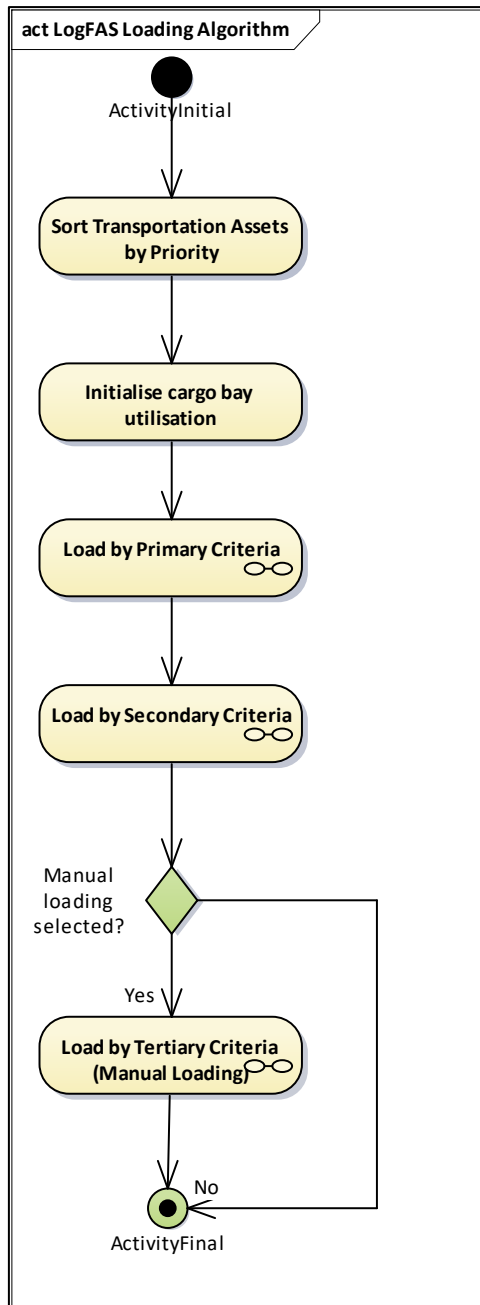 act LogFAS Loading Algorithm
ActivityInitial
Sort Transportation Assets
by Priority
Initialise cargo bay
utilisation
Load by Primary Criteria
Load by Secondary Criteria
Manual
loading
selected?
Yes
Load by Tertiary Criteria
(Manual Loading)
No
ActivityFinal